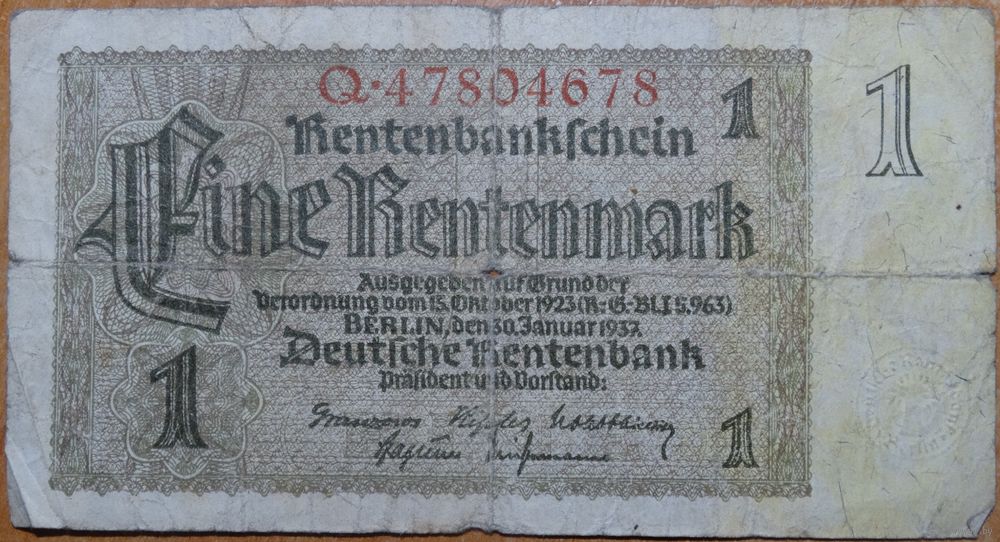 Q·47804678
1
1
Rentenbankschein
Eine Rentenmark
Ausgegeben auf Grund der
Verordnung vom 15. Oktober 1923 (R.-G.-Bl. I S. 963)
BERLIN, den 30. Januar 1937.
Deutsche Rentenbank
Präsident und Vorstand:
1
1